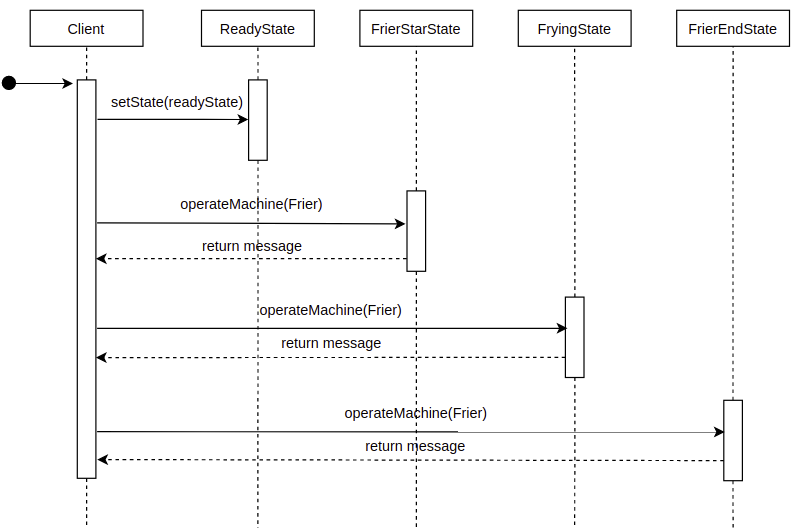 Client
ReadyState
FrierStarState
FryingState
FrierEndState
setState(readyState)
operateMachine(Frier)
return message
operateMachine(Frier)
return message
operateMachine(Frier)
return message